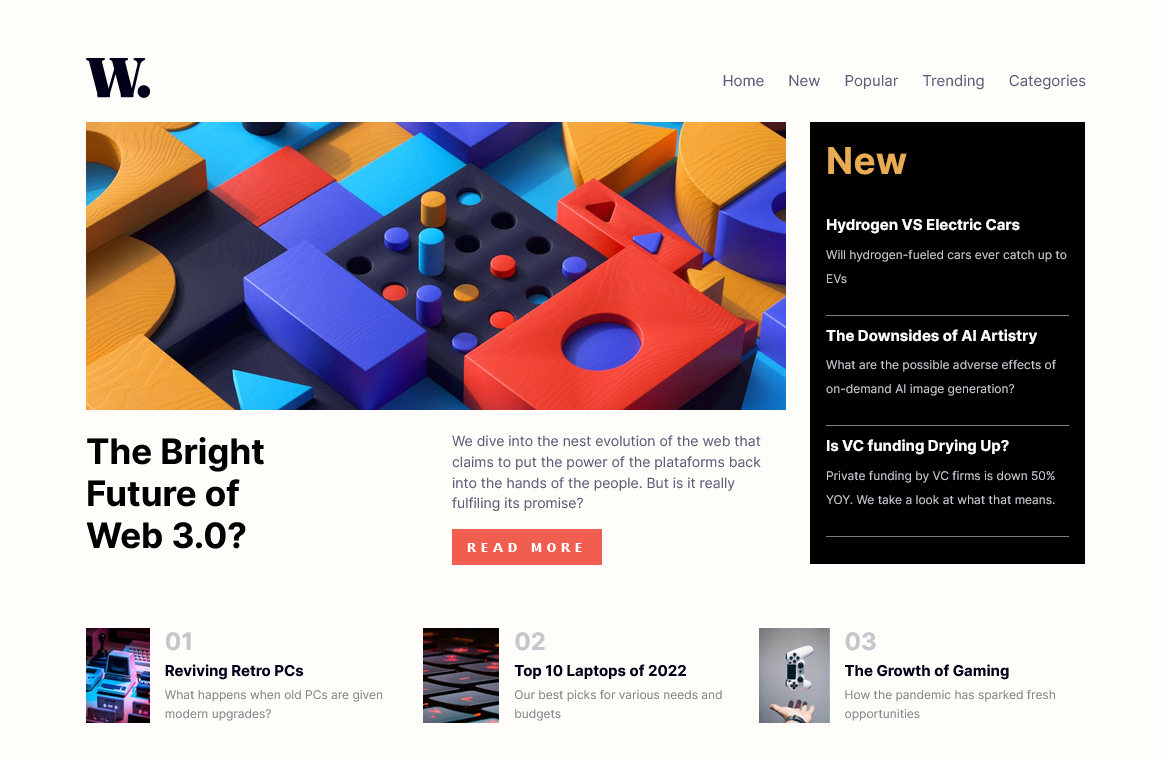 W.
Home New Popular Trending Categories
New
Hydrogen VS Electric Cars
Will hydrogen-fueled cars ever catch up to
EVs
The Downsides of AI Artistry
What are the possible adverse effects of
on-demand AI image generation?
Is VC funding Drying Up?
Private funding by VC firms is down 50%
YOY. We take a look at what that means.
The Bright
Future of
Web 3.0?
We dive into the nest evolution of the web that
claims to put the power of the plataforms back
into the hands of the people. But is it really
fulfiling its promise?
READ MORE
01
Reviving Retro PCs
What happens when old PCs are given
modern upgrades?
02
Top 10 Laptops of 2022
Our best picks for various needs and
budgets
03
The Growth of Gaming
How the pandemic has sparked fresh
opportunities